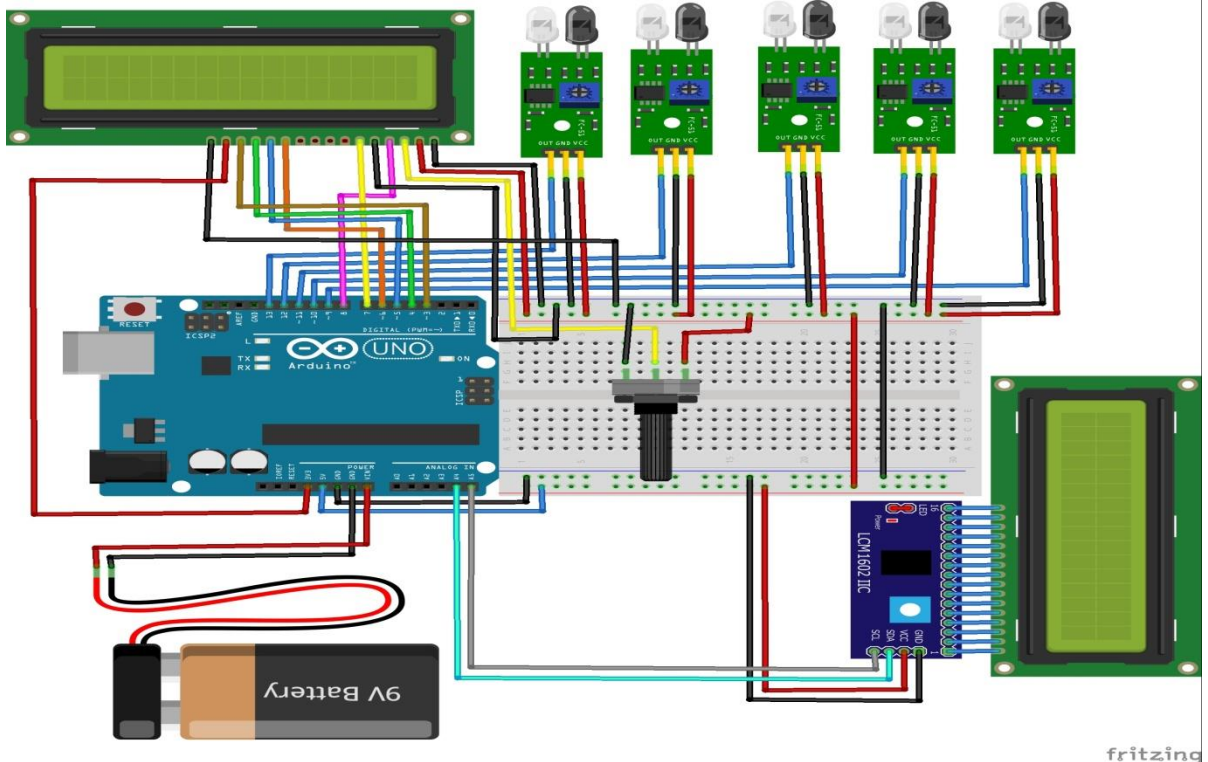 OUT GND VCC
FC-51
OUT GND VCC
FC-51
OUT GND VCC
FC-51
OUT GND VCC
FC-51
OUT GND VCC
FC-51
RESET
ICSP2
AREF
GND
13
12
~11
~10
~9
8
7
~6
~5
4
~3
2
TX0 1
RX0 0
DIGITAL (PWM=~)
L
TX
RX
UNO
Arduino
ON
1
ICSP
IOREF
RESET
3V3
5V
GND
GND
VIN
POWER
ANALOG IN
A0
A1
A2
A3
A4
A5
LED
16
Power
LCM1602 IIC
SCL
SDA
VCC
GND
1
9V Battery
fritzing